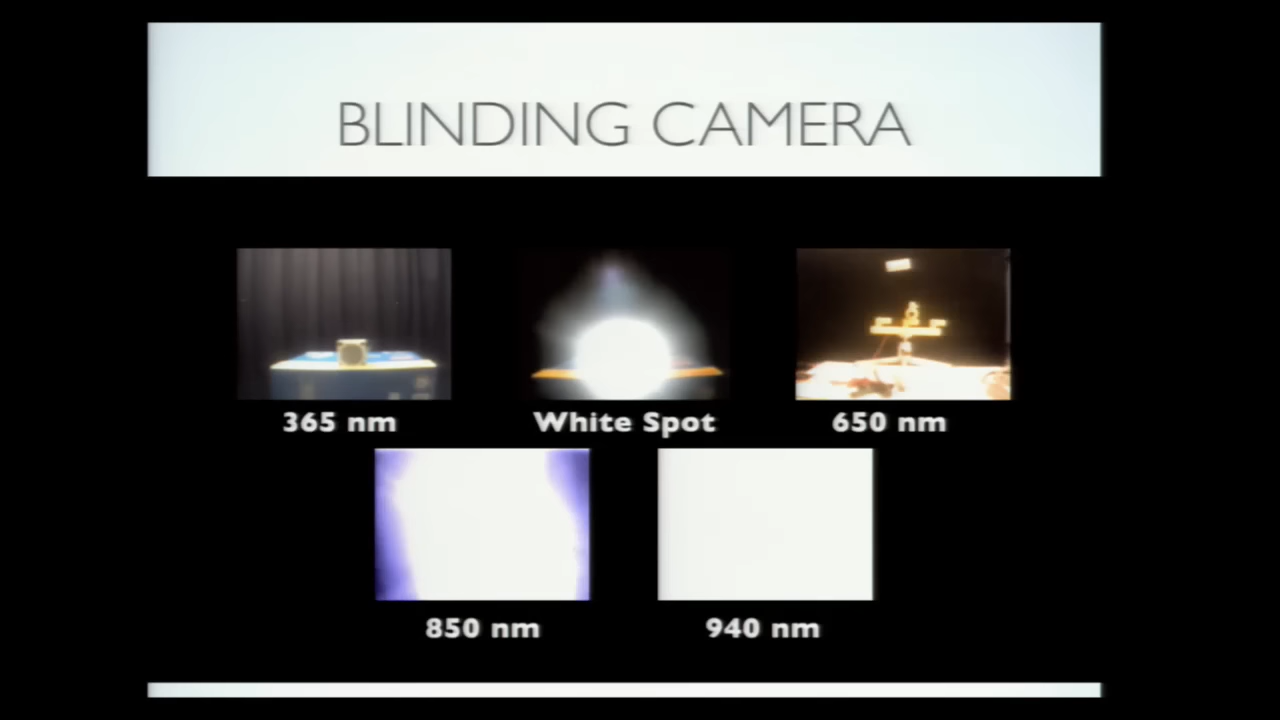 BLINDING CAMERA
365 nm
White Spot
650 nm
850 nm
940 nm